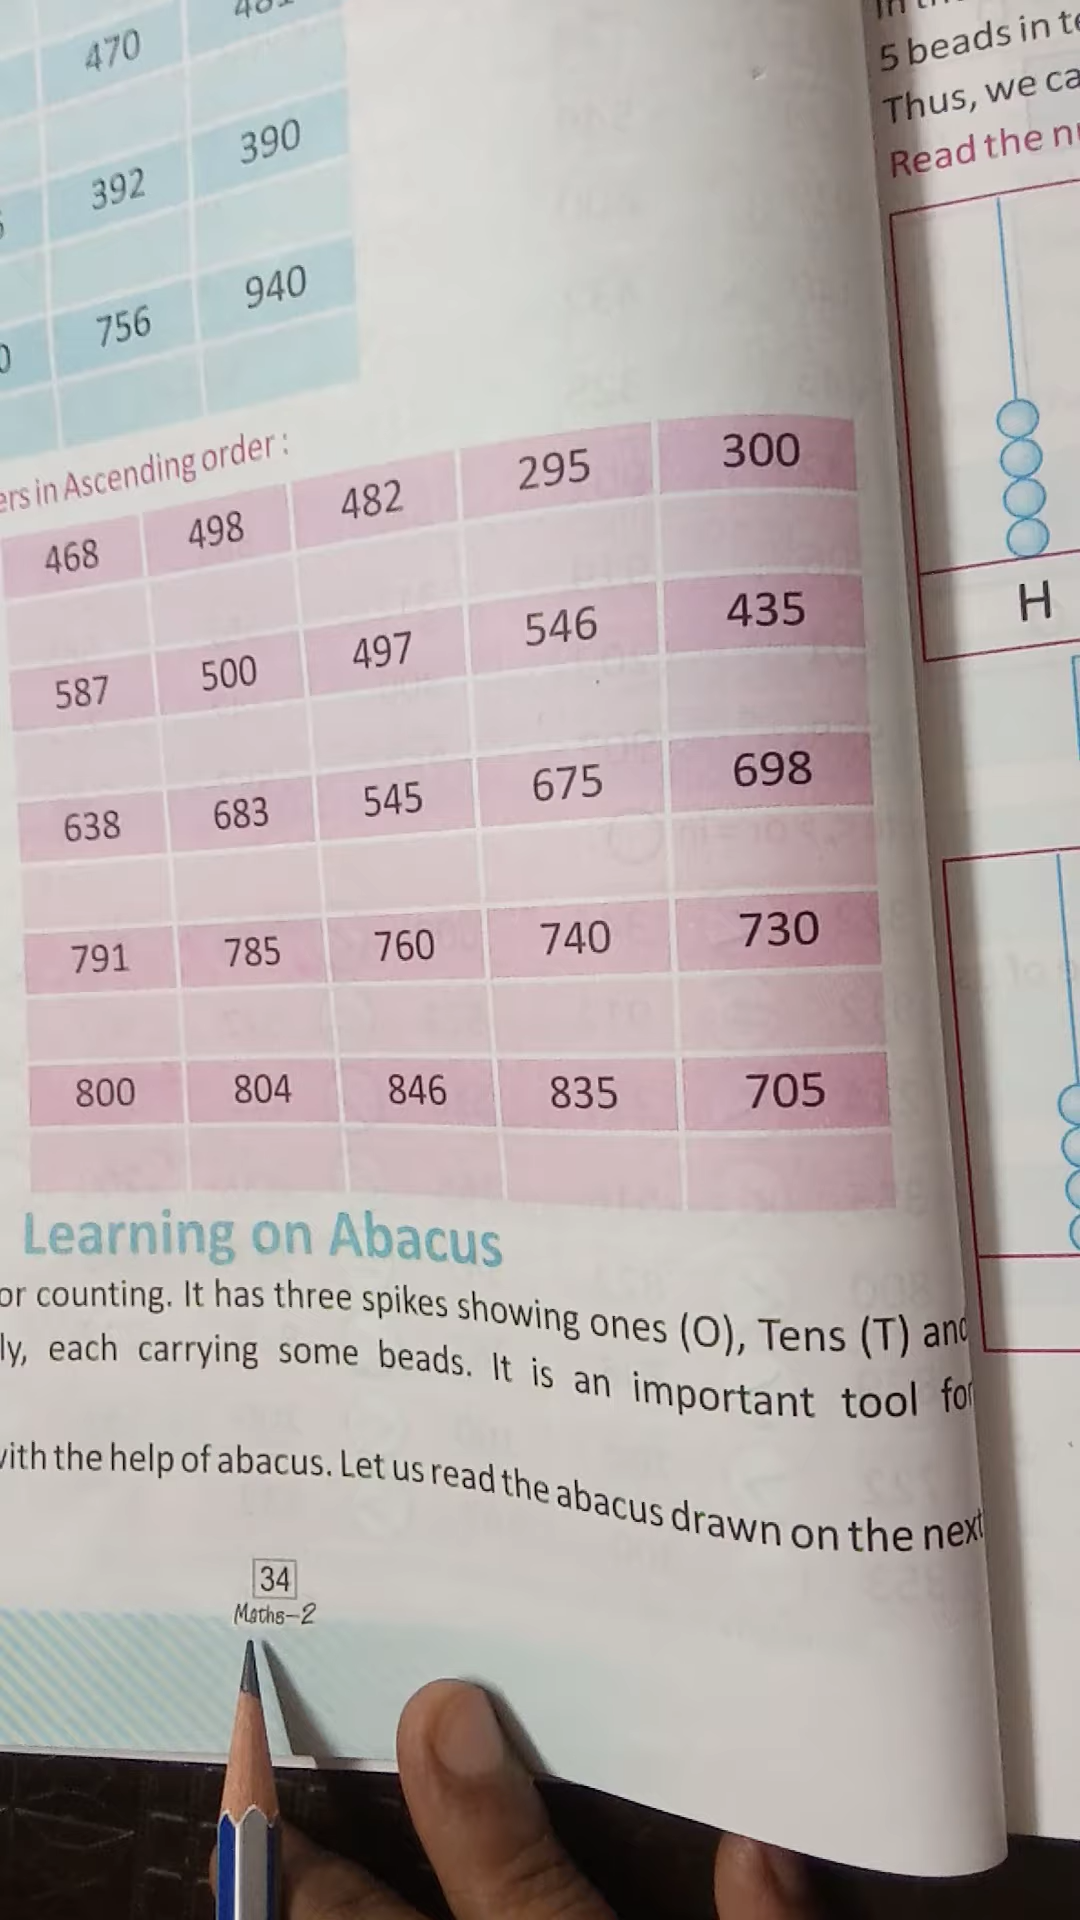 470
392 390
756 940
in Ascending order :
468 498 482 295 300
587 500 497 546 435
638 683 545 675 698
791 785 760 740 730
800 804 846 835 705
Learning on Abacus
or counting. It has three spikes showing ones (O), Tens (T) and
ly, each carrying some beads. It is an important tool for
with the help of abacus. Let us read the abacus drawn on the next
34
Maths-2
5 beads in
Thus, we
Read the
H